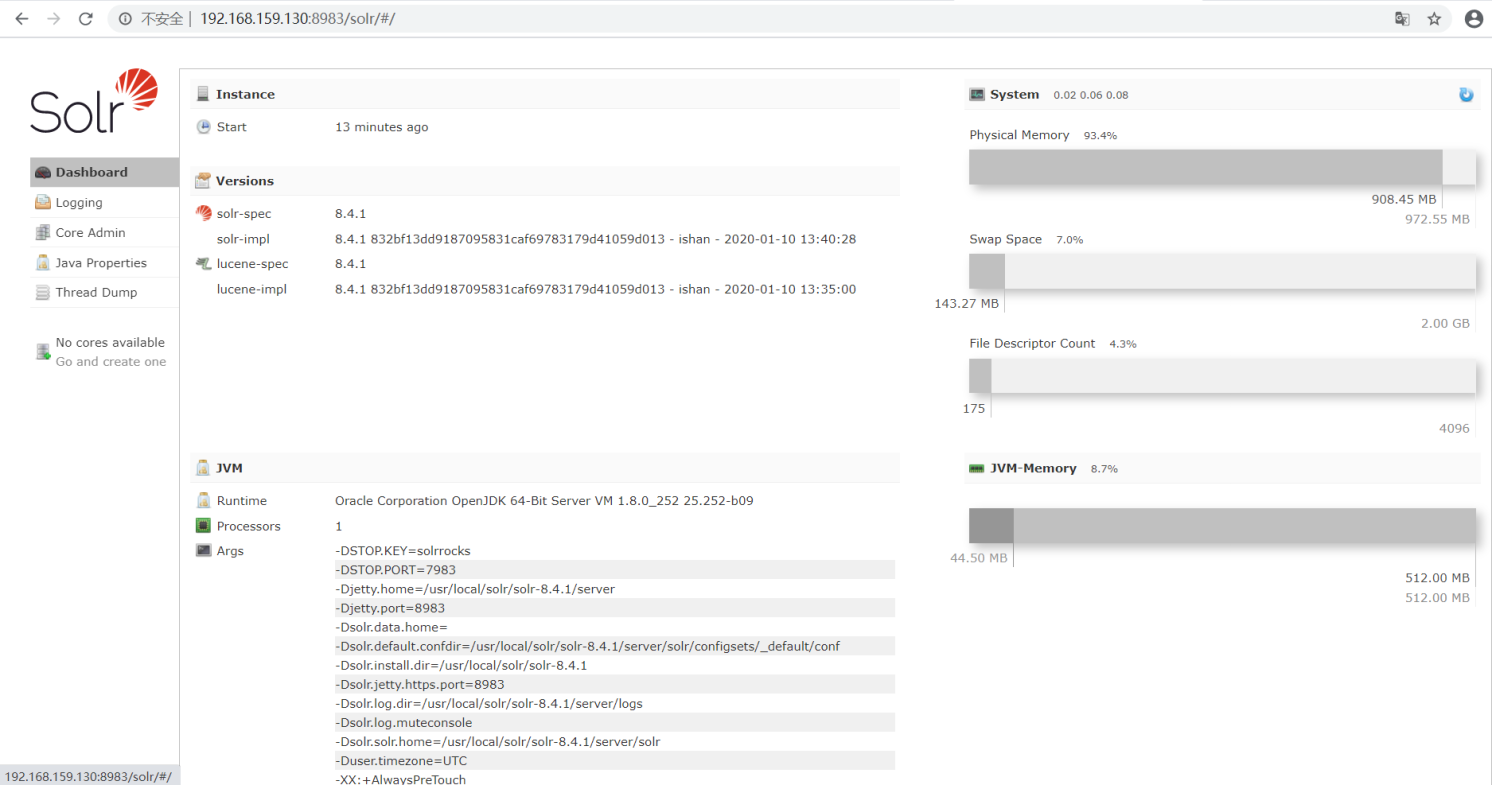 不安全 | 192.168.159.130:8983/solr/#/
Solr
Dashboard
Logging
Core Admin
Java Properties
Thread Dump
No cores available
Go and create one
Instance
Start 13 minutes ago
Versions
solr-spec 8.4.1
solr-impl 8.4.1 832bf13dd9187095831caf69783179d41059d013 - ishan - 2020-01-10 13:40:28
lucene-spec 8.4.1
lucene-impl 8.4.1 832bf13dd9187095831caf69783179d41059d013 - ishan - 2020-01-10 13:35:00
JVM
Runtime Oracle Corporation OpenJDK 64-Bit Server VM 1.8.0_252 25.252-b09
Processors 1
Args -DSTOP.KEY=solrrocks
-DSTOP.PORT=7983
-Djetty.home=/usr/local/solr/solr-8.4.1/server
-Djetty.port=8983
-Dsolr.data.home=
-Dsolr.default.confdir=/usr/local/solr/solr-8.4.1/server/solr/configsets/_default/conf
-Dsolr.install.dir=/usr/local/solr/solr-8.4.1
-Dsolr.jetty.https.port=8983
-Dsolr.log.dir=/usr/local/solr/solr-8.4.1/server/logs
-Dsolr.log.muteconsole
-Dsolr.solr.home=/usr/local/solr/solr-8.4.1/server/solr
-Duser.timezone=UTC
-XX:+AlwaysPreTouch
System 0.02 0.06 0.08
Physical Memory 93.4%
908.45 MB
972.55 MB
Swap Space 7.0%
143.27 MB
2.00 GB
File Descriptor Count 4.3%
175
4096
JVM-Memory 8.7%
44.50 MB
512.00 MB
512.00 MB
192.168.159.130:8983/solr/#/